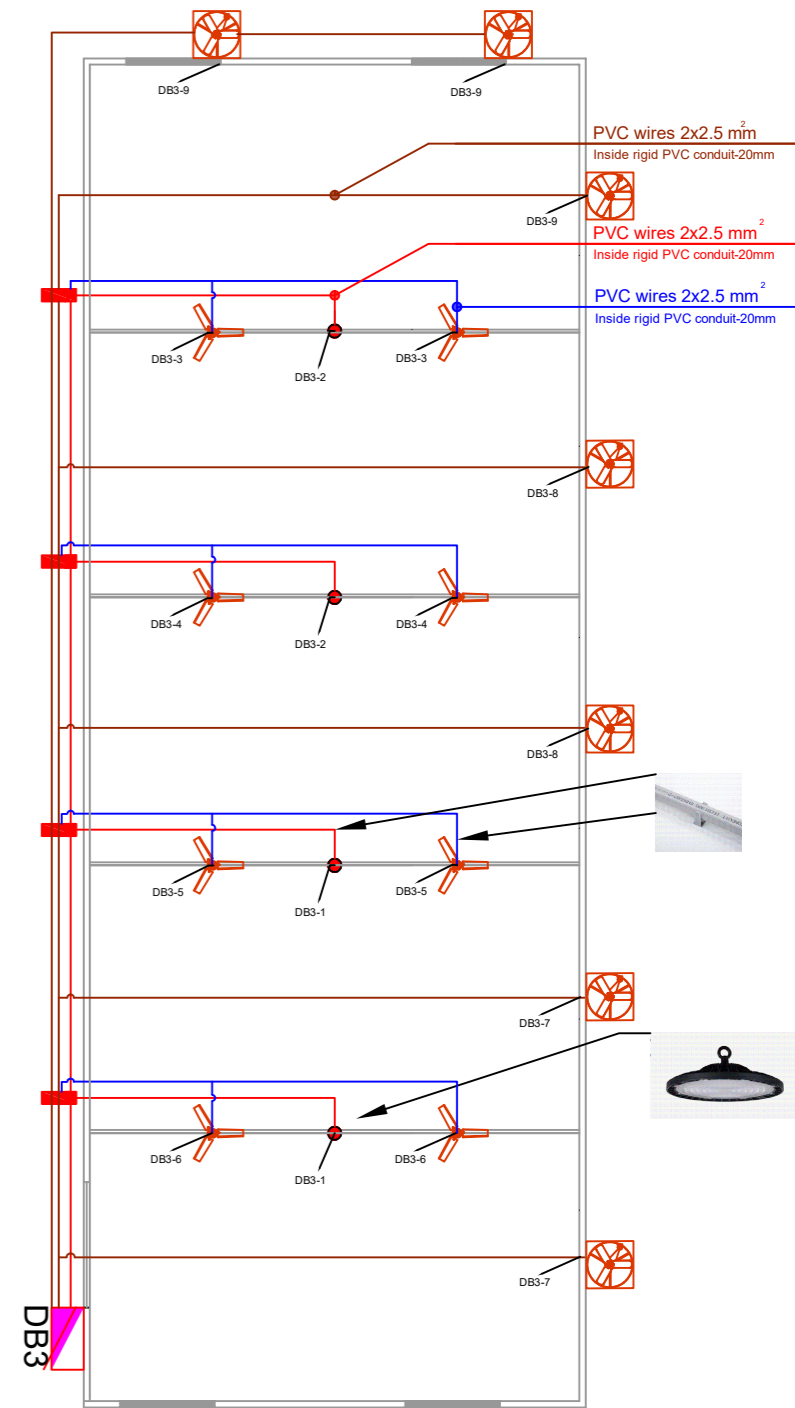 DB3-9
DB3-9
PVC wires 2x2.5 mm²
Inside rigid PVC conduit-20mm
DB3-9
PVC wires 2x2.5 mm²
Inside rigid PVC conduit-20mm
PVC wires 2x2.5 mm²
Inside rigid PVC conduit-20mm
DB3-3
DB3-2
DB3-3
DB3-8
DB3-4
DB3-2
DB3-4
DB3-8
DB3-5
DB3-1
DB3-5
DB3-7
DB3-6
DB3-1
DB3-6
DB3-7
DB3